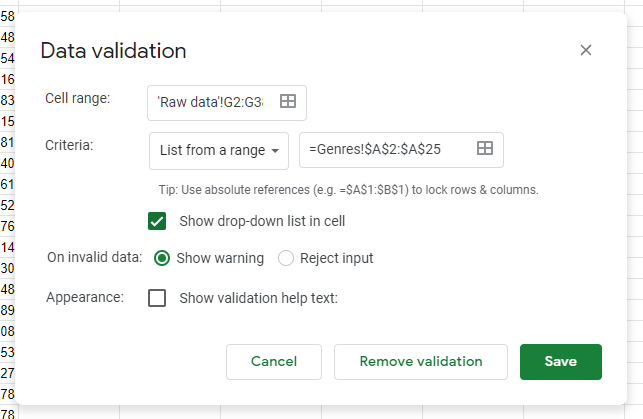 58
48
54
16
83
15
81
40
61
52
76
14
30
48
89
08
53
27
78
78
Data validation
Cell range: 'Raw data'!G2:G3
Criteria: List from a range =Genres!$A$2:$A$25
Tip: Use absolute references (e.g. =$A$1:$B$1) to lock rows & columns.
Show drop-down list in cell
On invalid data: Show warning Reject input
Appearance: Show validation help text:
Cancel Remove validation Save